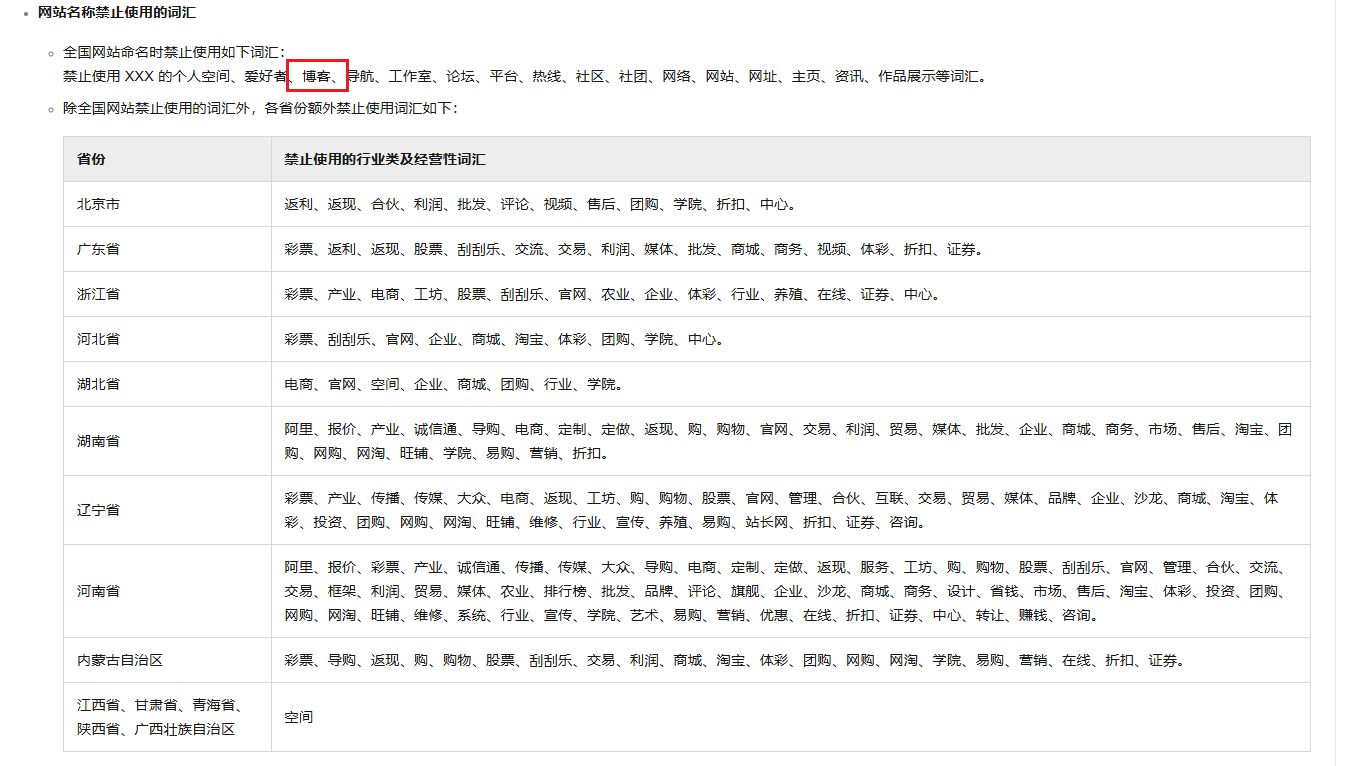 网站名称禁止使用的词汇
全国网站命名时禁止使用如下词汇：
禁止使用 XXX 的个人空间、爱好者、博客、导航、工作室、论坛、平台、热线、社区、社团、网络、网站、网址、主页、资讯、作品展示等词汇。
除全国网站禁止使用的词汇外，各省份额外禁止使用词汇如下：
省份 禁止使用的行业类及经营性词汇
北京市 返利、返现、合伙、利润、批发、评论、视频、售后、团购、学院、折扣、中心。
广东省 彩票、返利、返现、股票、刮刮乐、交流、交易、利润、媒体、批发、商城、商务、视频、体彩、折扣、证券。
浙江省 彩票、产业、电商、工坊、股票、刮刮乐、官网、农业、企业、体彩、行业、养殖、在线、证券、中心。
河北省 彩票、刮刮乐、官网、企业、商城、淘宝、体彩、团购、学院、中心。
湖北省 电商、官网、空间、企业、商城、团购、行业、学院。
湖南省 阿里、报价、产业、诚信通、导购、电商、定制、定做、返现、购、购物、官网、交易、利润、贸易、媒体、批发、企业、商城、商务、市场、售后、淘宝、团
购、网购、网淘、旺铺、学院、易购、营销、折扣。
辽宁省 彩票、产业、传播、传媒、大众、电商、返现、工坊、购、购物、股票、官网、管理、合伙、互联、交易、贸易、媒体、品牌、企业、沙龙、商城、淘宝、体
彩、投资、团购、网购、网淘、旺铺、维修、行业、宣传、养殖、易购、站长网、折扣、证券、咨询。
河南省 阿里、报价、彩票、产业、诚信通、传播、传媒、大众、导购、电商、定制、定做、返现、服务、工坊、购、购物、股票、刮刮乐、官网、管理、合伙、交流、
交易、框架、利润、贸易、媒体、农业、排行榜、批发、品牌、评论、旗舰、企业、沙龙、商城、商务、设计、省钱、市场、售后、淘宝、体彩、投资、团购、
网购、网淘、旺铺、维修、系统、行业、宣传、学院、艺术、易购、营销、优惠、在线、折扣、证券、中心、转让、赚钱、咨询。
内蒙古自治区 彩票、导购、返现、购、购物、股票、刮刮乐、交易、利润、商城、淘宝、体彩、团购、网购、网淘、学院、易购、营销、在线、折扣、证券。
江西省、甘肃省、青海省、
陕西省、广西壮族自治区 空间